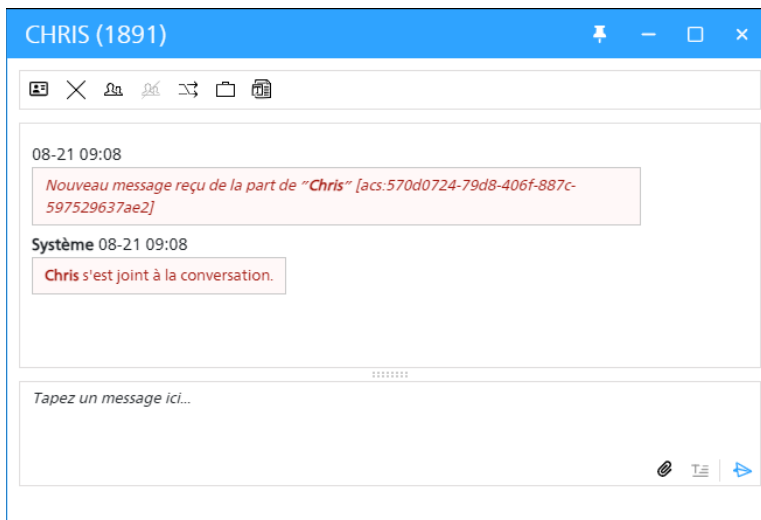 CHRIS (1891)
08-21 09:08
Nouveau message reçu de la part de "Chris" [acs:570d0724-79d8-406f-887c-
597529637ae2]
Système 08-21 09:08
Chris s'est joint à la conversation.
Tapez un message ici...